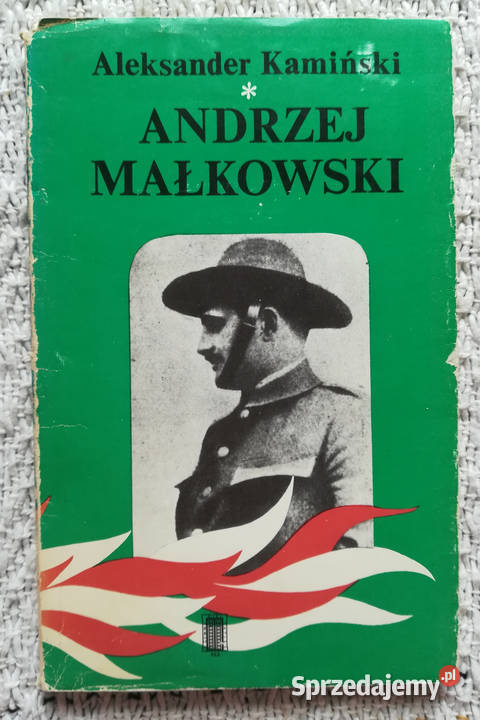 Aleksander Kamiński
*
ANDRZEJ
MAŁKOWSKI
Sprzedajemy.pl